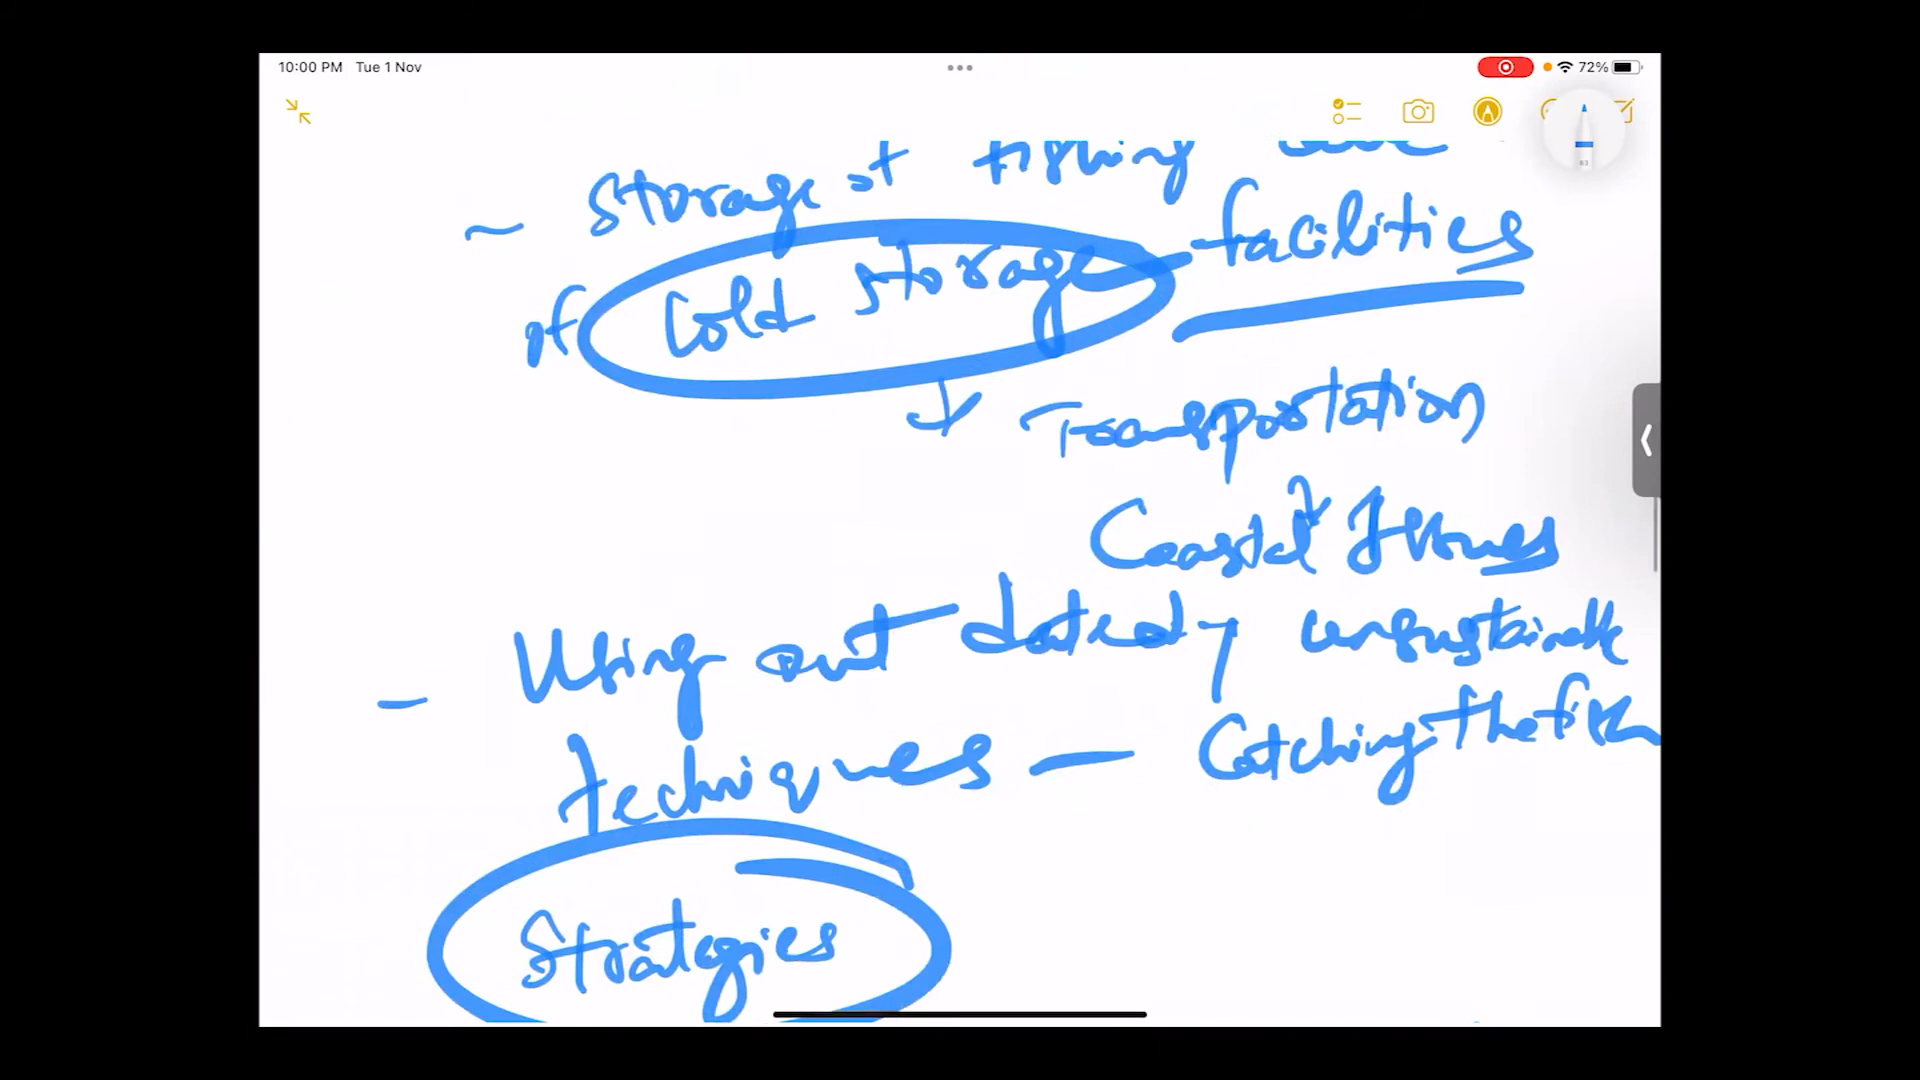 10:00 PM Tue 1 Nov
72%
~ Storage of fishing
of Cold Storage facilities
Transportation
Coastal
- Using out dated, unsustainable
techniques — Catching the fish
Strategies